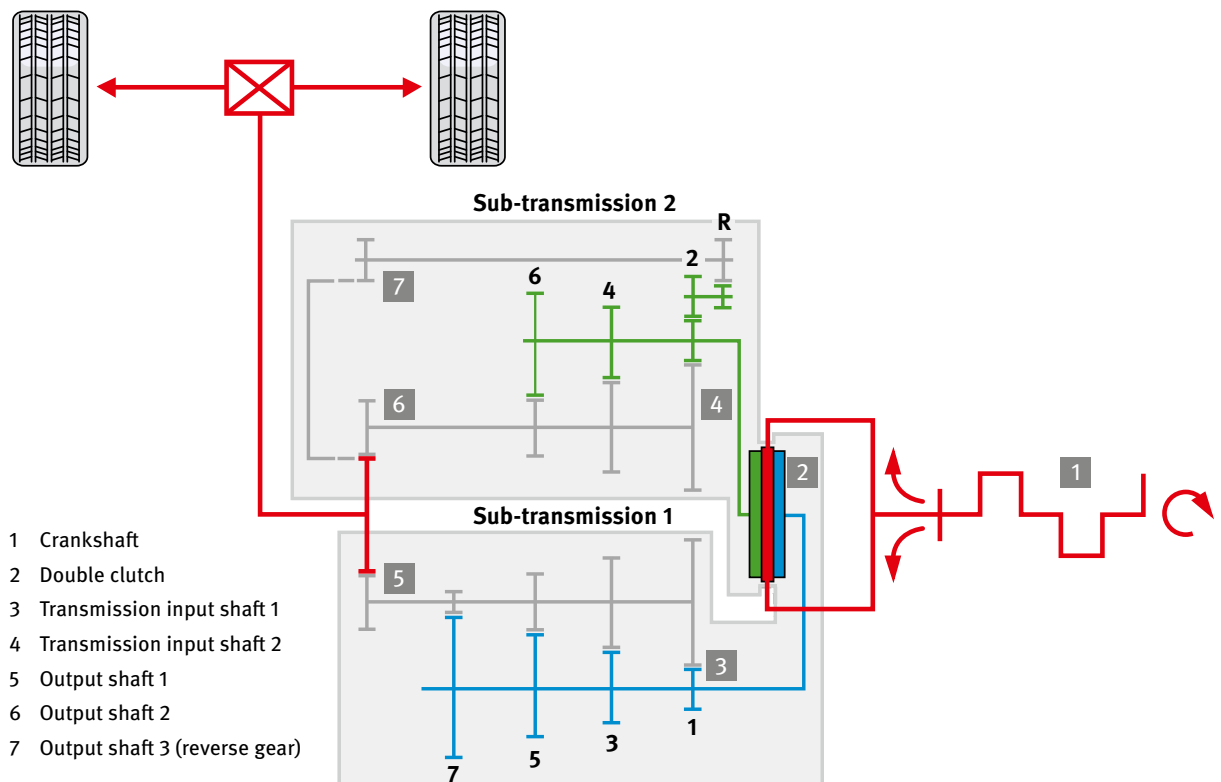 Sub-transmission 2
R
2
6
4
7
6
4
2
1
Sub-transmission 1
5
3
1
3
5
7
1 Crankshaft
2 Double clutch
3 Transmission input shaft 1
4 Transmission input shaft 2
5 Output shaft 1
6 Output shaft 2
7 Output shaft 3 (reverse gear)